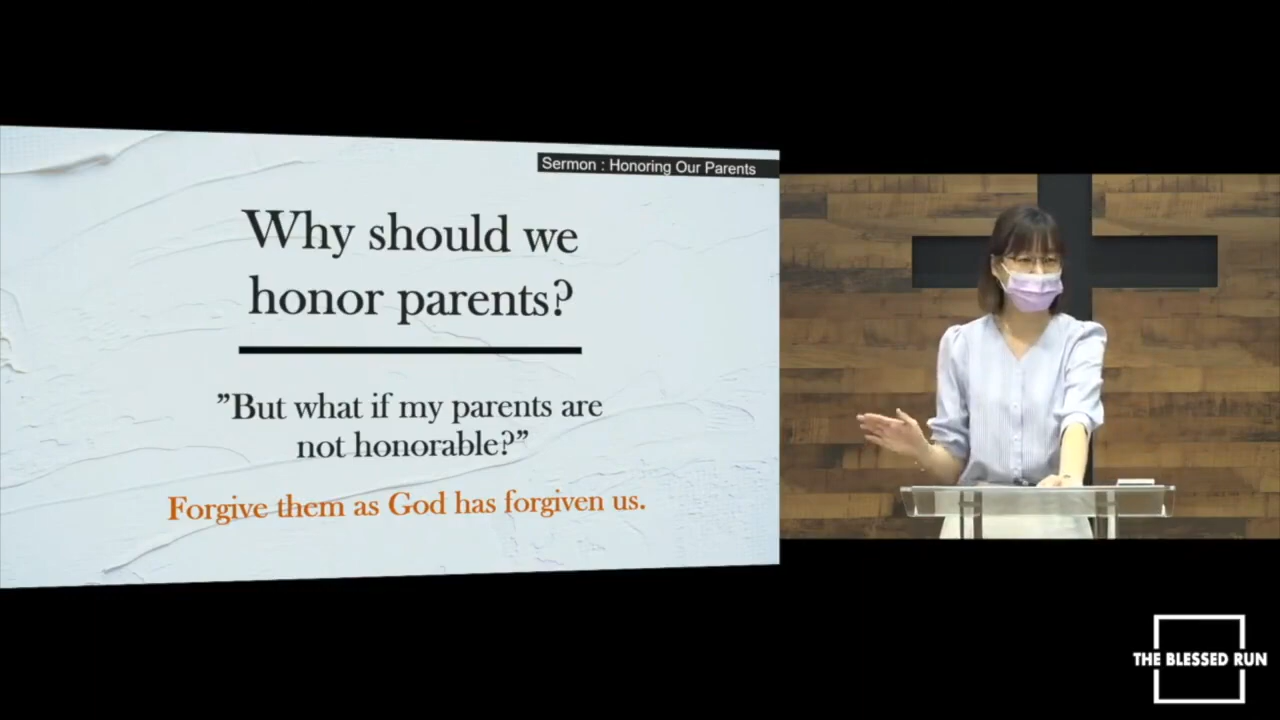 Sermon : Honoring Our Parents
Why should we
honor parents?
”But what if my parents are
not honorable?”
Forgive them as God has forgiven us.
THE BLESSED RUN